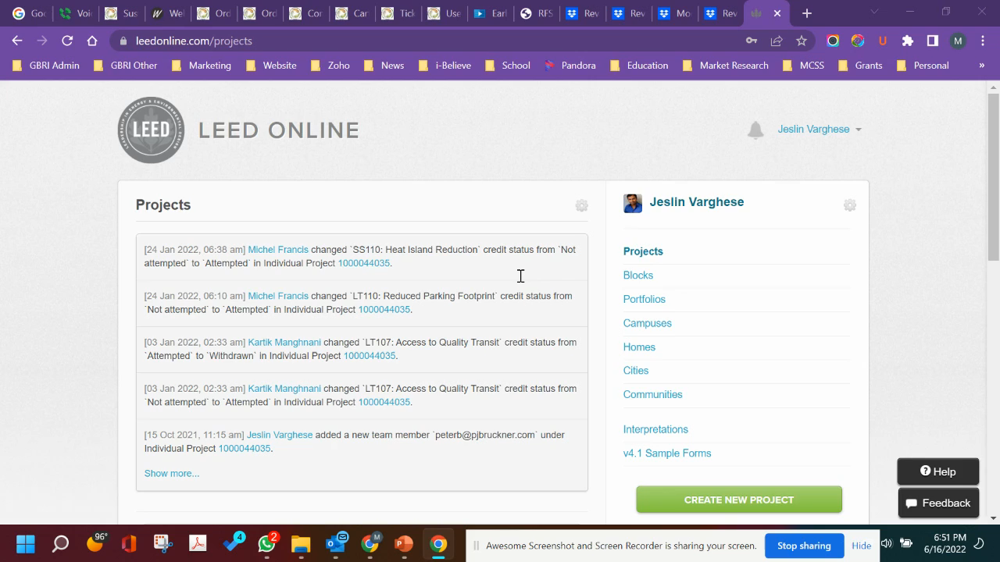 Goo
Voic
Sus
Wel
Ord
Ord
Cor
Car
Tick
Use
Earl
RFS
Rev
Rev
Mo
Rev
leedonline.com/projects
M
GBRI Admin
GBRI Other
Marketing
Website
Zoho
News
i-Believe
School
Pandora
Education
Market Research
MCSS
Grants
Personal
»
LEADERSHIP IN ENERGY & ENVIRONMENTAL DESIGN
LEED
LEED ONLINE
Jeslin Varghese
Projects
[24 Jan 2022, 06:38 am] Michel Francis changed `SS110: Heat Island Reduction` credit status from `Not
attempted` to `Attempted` in Individual Project 1000044035.
[24 Jan 2022, 06:10 am] Michel Francis changed `LT110: Reduced Parking Footprint` credit status from
`Not attempted` to `Attempted` in Individual Project 1000044035.
[03 Jan 2022, 02:33 am] Kartik Manghnani changed `LT107: Access to Quality Transit` credit status from
`Attempted` to `Withdrawn` in Individual Project 1000044035.
[03 Jan 2022, 02:33 am] Kartik Manghnani changed `LT107: Access to Quality Transit` credit status from
`Not attempted` to `Attempted` in Individual Project 1000044035.
[15 Oct 2021, 11:15 am] Jeslin Varghese added a new team member `peterb@pjbruckner.com` under
Individual Project 1000044035.
Show more...
Jeslin Varghese
Projects
Blocks
Portfolios
Campuses
Homes
Cities
Communities
Interpretations
v4.1 Sample Forms
CREATE NEW PROJECT
Help
Feedback
96°
4
2
M
Awesome Screenshot and Screen Recorder is sharing your screen.
Stop sharing
Hide
6:51 PM
6/16/2022